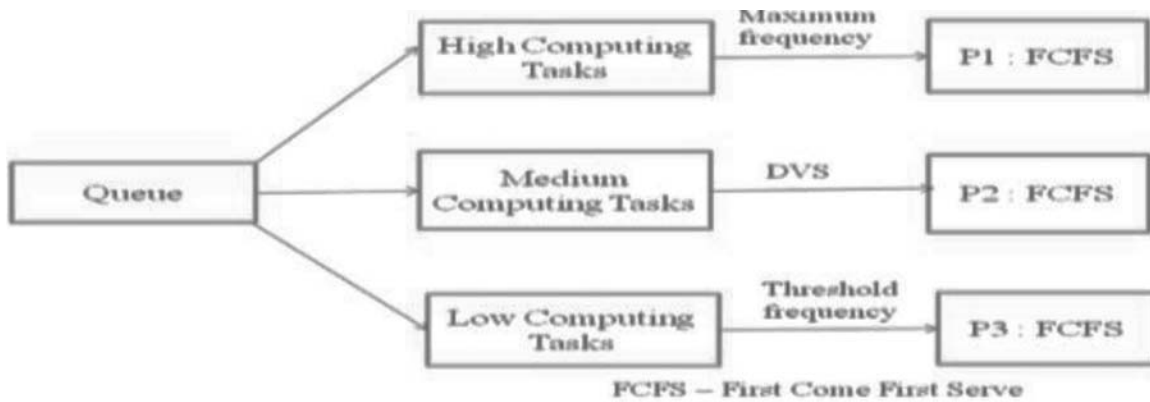 Maximum
frequency
High Computing
Tasks
P1 : FCFS
Queue
Medium
Computing Tasks
DVS
P2 : FCFS
Low Computing
Tasks
Threshold
frequency
P3 : FCFS
FCFS – First Come First Serve